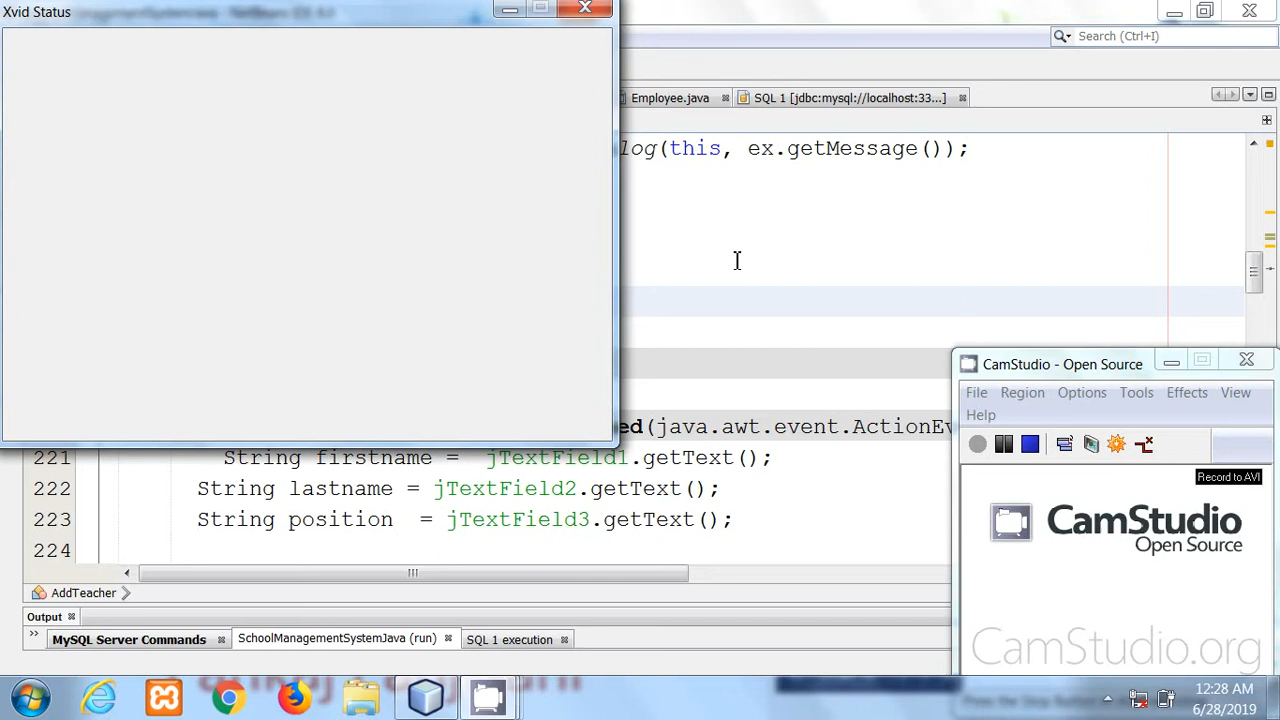 Xvid Status
Search (Ctrl+I)
Employee.java
SQL 1 [jdbc:mysql://localhost:33...]
log(this, ex.getMessage());
ed(java.awt.event.ActionEv
221 String firstname = jTextField1.getText();
222 String lastname = jTextField2.getText();
223 String position = jTextField3.getText();
224
AddTeacher
Output
MySQL Server Commands
SchoolManagementSystemJava (run)
SQL 1 execution
CamStudio - Open Source
File Region Options Tools Effects View
Help
Record to AVI
CamStudio
Open Source
CamStudio.org
12:28 AM
6/28/2019